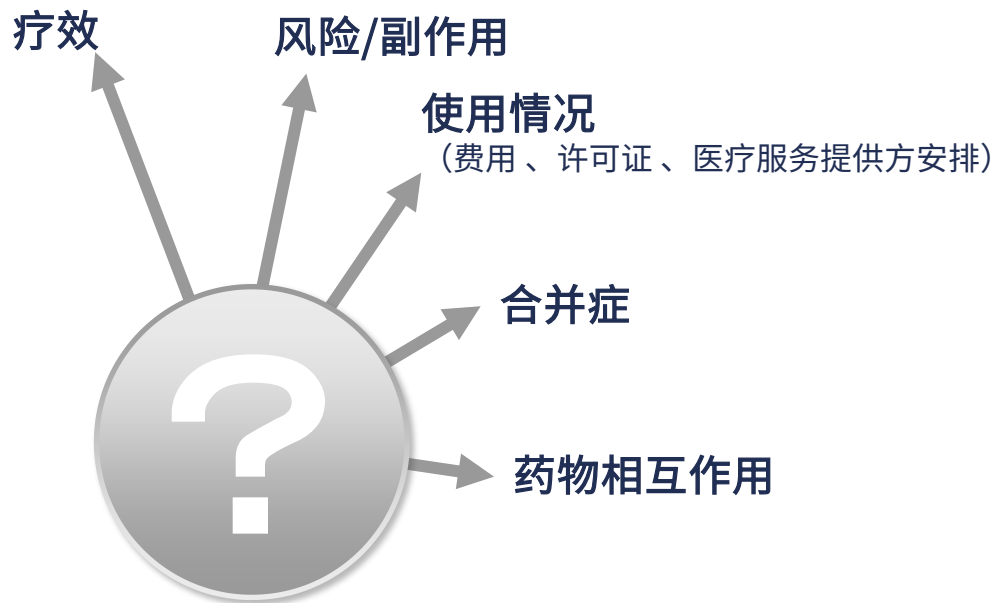 疗效
风险/副作用
使用情况
（费用、许可证、医疗服务提供方安排）
合并症
药物相互作用
?